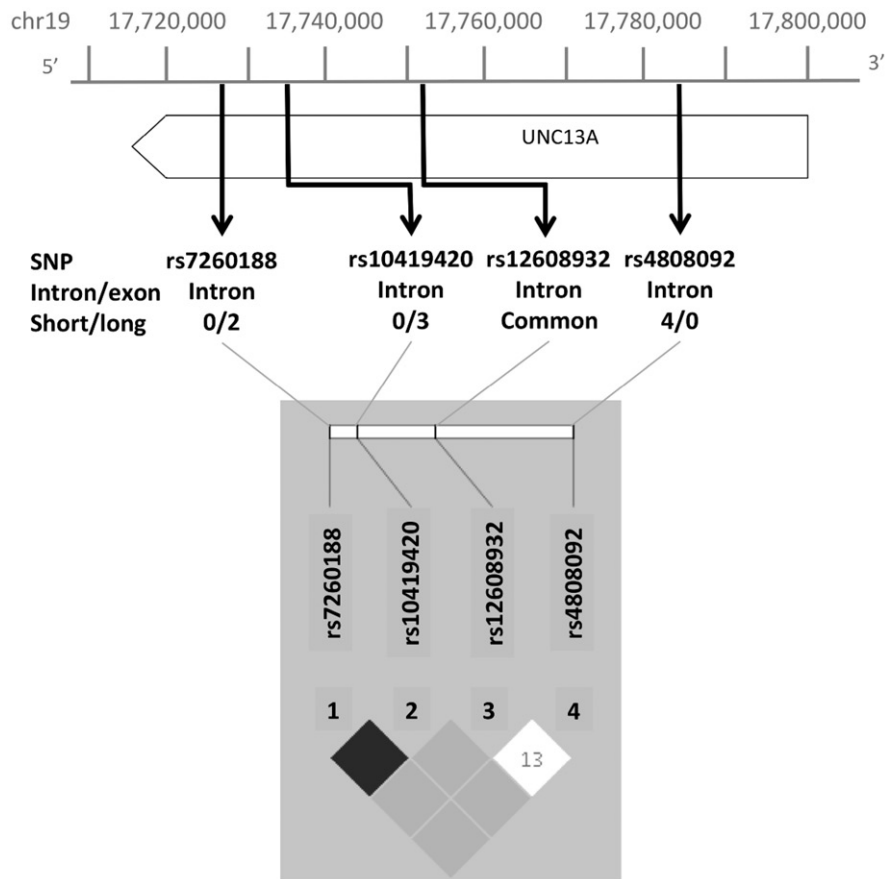 chr19 17,720,000 17,740,000 17,760,000 17,780,000 17,800,000
5’ 3’
UNC13A
SNP rs7260188 rs10419420 rs12608932 rs4808092
Intron/exon Intron Intron Intron Intron
Short/long 0/2 0/3 Common 4/0
rs7260188 rs10419420 rs12608932 rs4808092
1 2 3 4
13